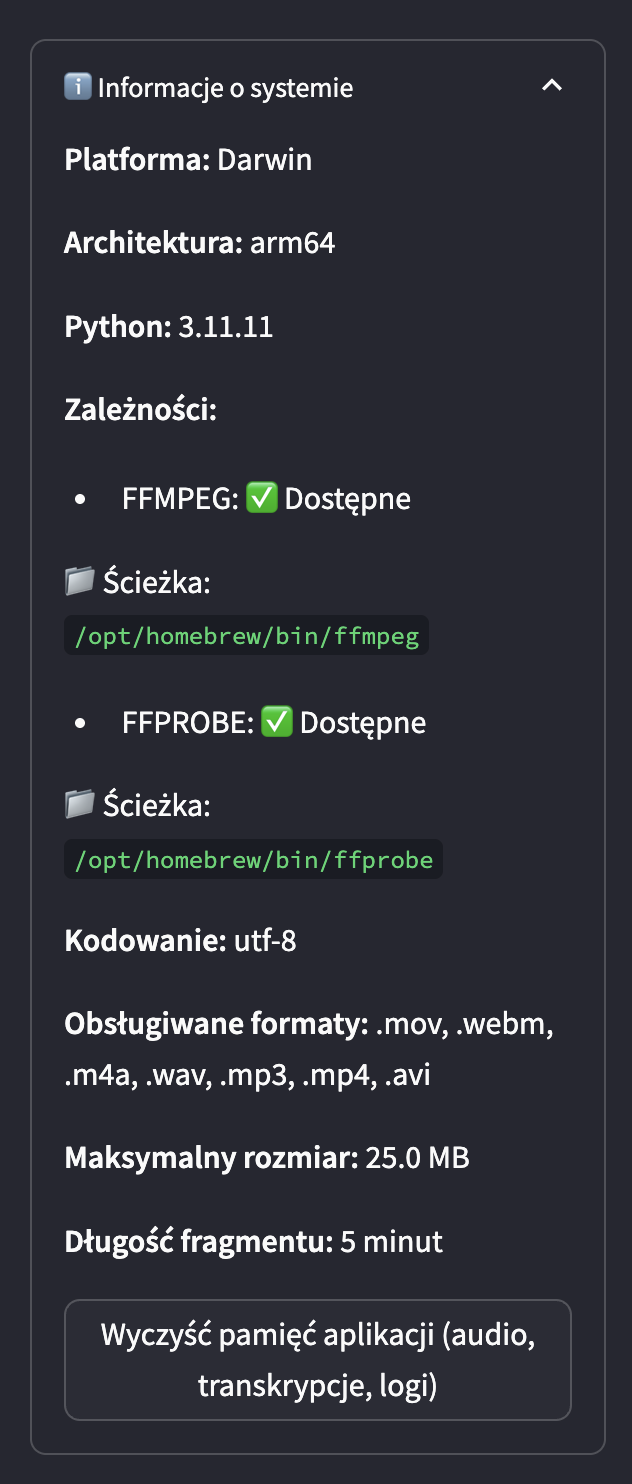 ℹ️ Informacje o systemie
Platforma: Darwin
Architektura: arm64
Python: 3.11.11
Zależności:
• FFMPEG: ✅ Dostępne
📁 Ścieżka:
/opt/homebrew/bin/ffmpeg
• FFPROBE: ✅ Dostępne
📁 Ścieżka:
/opt/homebrew/bin/ffprobe
Kodowanie: utf-8
Obsługiwane formaty: .mov, .webm,
.m4a, .wav, .mp3, .mp4, .avi
Maksymalny rozmiar: 25.0 MB
Długość fragmentu: 5 minut
Wyczyść pamięć aplikacji (audio,
transkrypcje, logi)